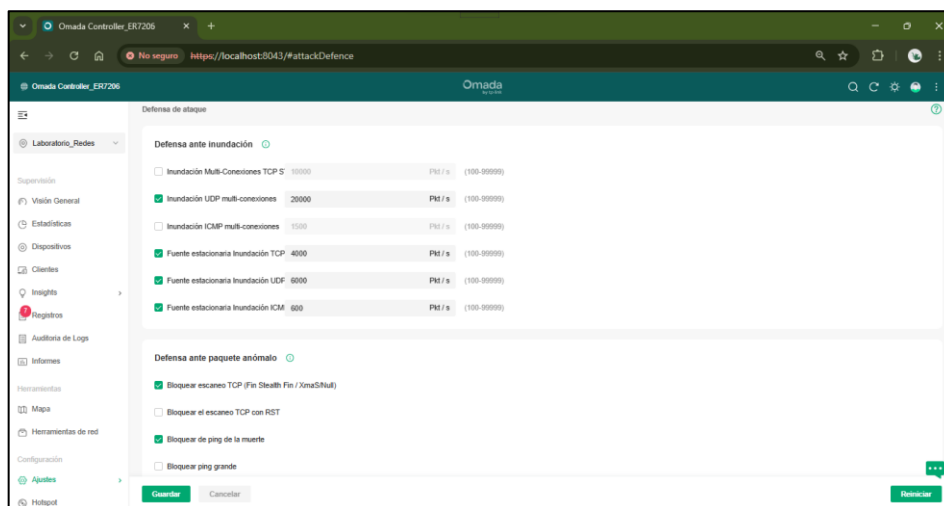 Omada Controller_ER7206
No seguro https://localhost:8043/#attackDefence
Omada Controller_ER7206
Omada
by tp-link
Defensa de ataque
Laboratorio_Redes
Supervisión
Visión General
Estadísticas
Dispositivos
Clientes
Insights
7
Registros
Auditoría de Logs
Informes
Herramientas
Mapa
Herramientas de red
Configuración
Ajustes
Hotspot
Defensa ante inundación
Inundación Multi-Conexiones TCP S 10000 Pkt / s (100-99999)
Inundación UDP multi-conexiones 20000 Pkt / s (100-99999)
Inundación ICMP multi-conexiones 1500 Pkt / s (100-99999)
Fuente estacionaria Inundación TCP 4000 Pkt / s (100-99999)
Fuente estacionaria Inundación UDP 6000 Pkt / s (100-99999)
Fuente estacionaria Inundación ICM 600 Pkt / s (100-99999)
Defensa ante paquete anómalo
Bloquear escaneo TCP (Fin Stealth Fin / XmaS/Null)
Bloquear el escaneo TCP con RST
Bloquear de ping de la muerte
Bloquear ping grande
Guardar
Cancelar
Reiniciar